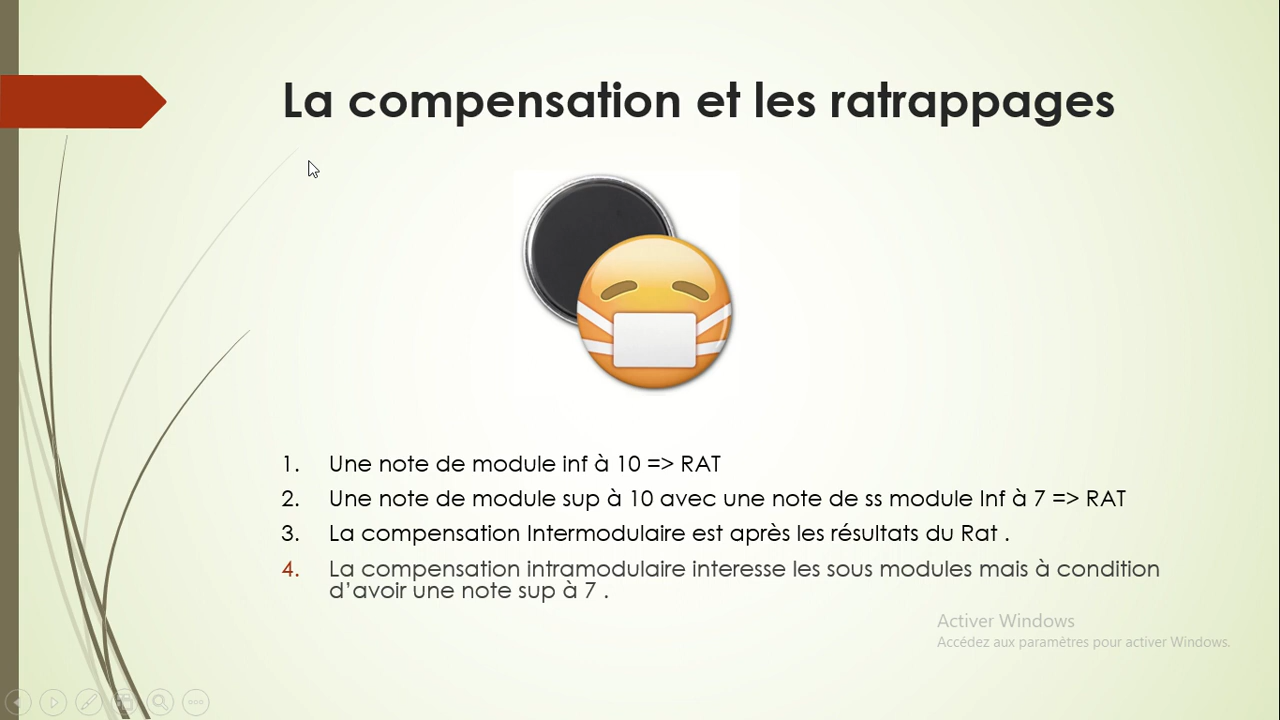 La compensation et les ratrappages
1. Une note de module inf à 10 => RAT
2. Une note de module sup à 10 avec une note de ss module Inf à 7 => RAT
3. La compensation Intermodulaire est après les résultats du Rat .
4. La compensation intramodulaire interesse les sous modules mais à condition
d’avoir une note sup à 7 .
Activer Windows
Accédez aux paramètres pour activer Windows.